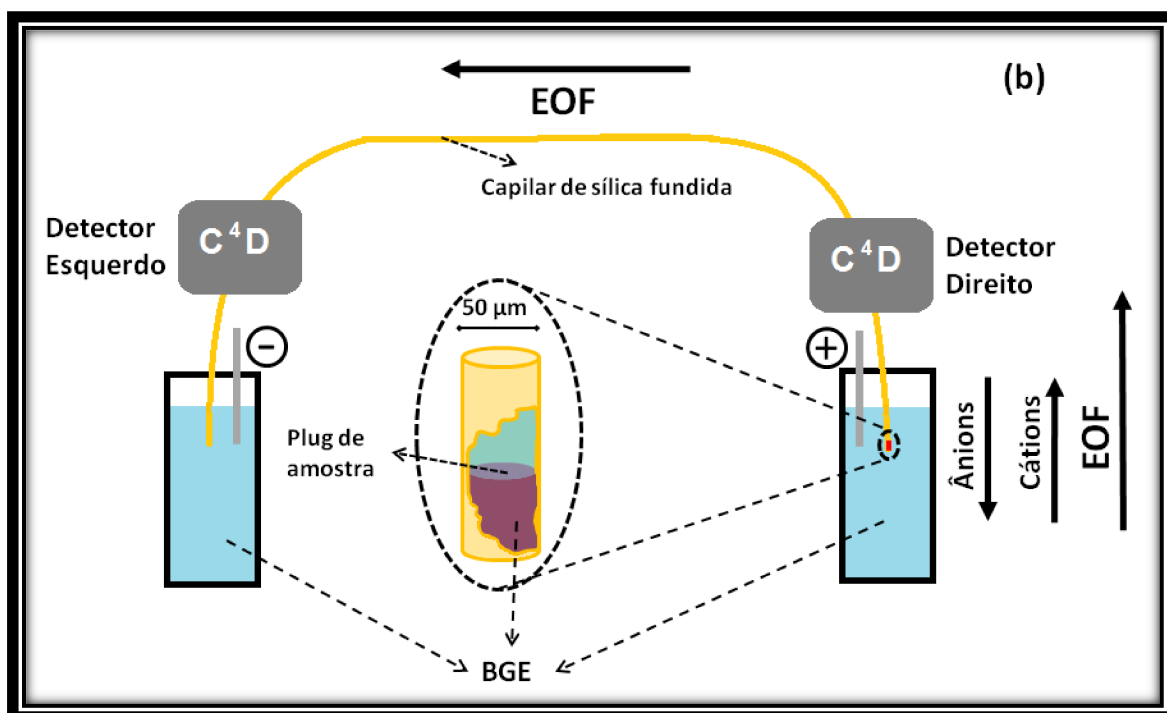 (b)
EOF
Capilar de sílica fundida
Detector
Esquerdo
C⁴D
C⁴D
Detector
Direito
50 µm
−
+
Plug de
amostra
Ânions
Cátions
EOF
BGE